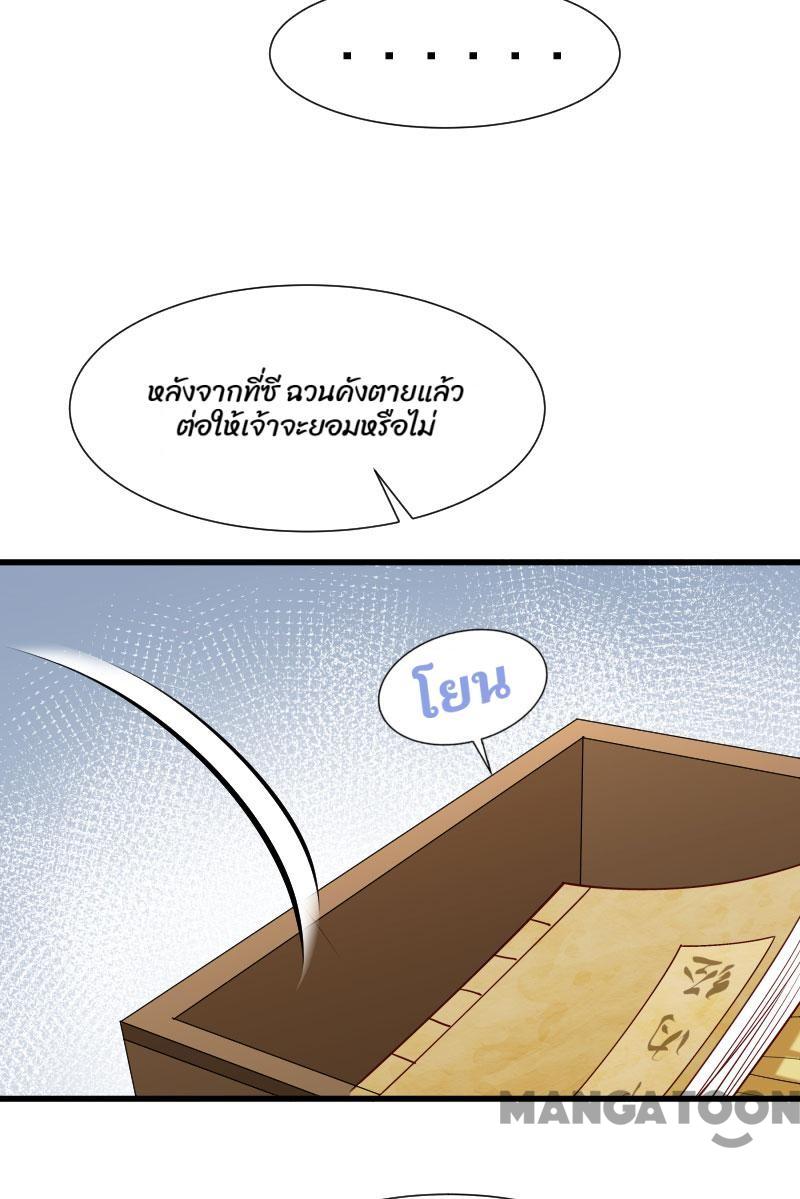 ......
หลังจากที่ซี ฉวนคังตายแล้ว
ต่อให้เจ้าจะยอมหรือไม่
โยน
MANGATOON